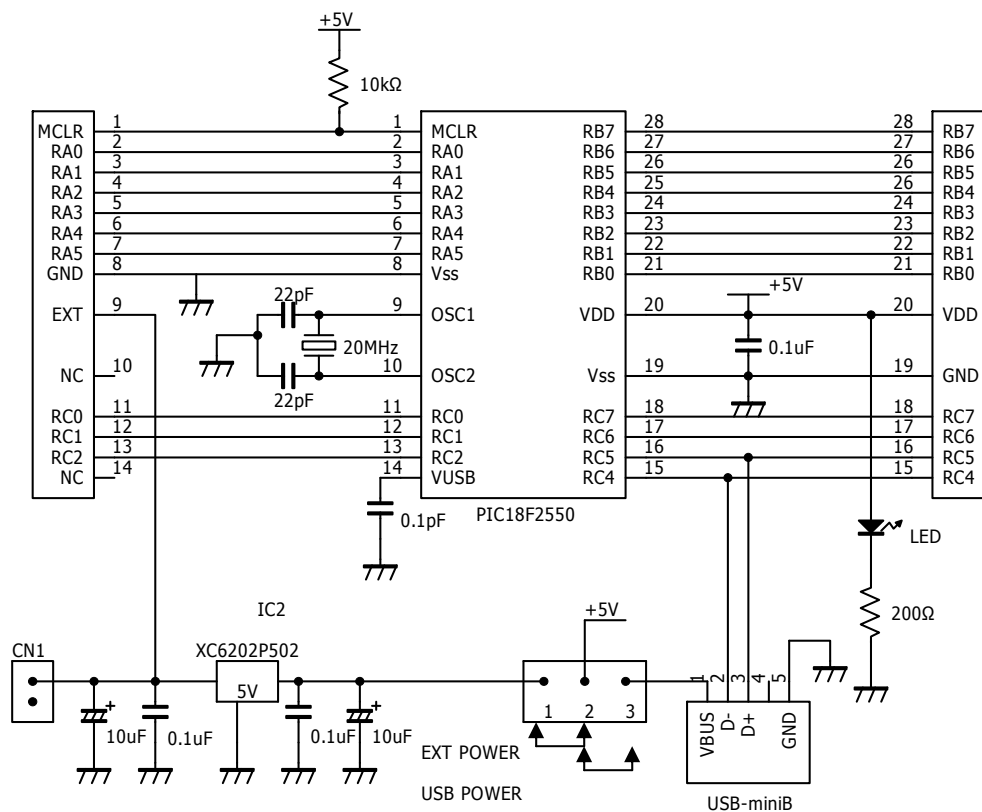 +5V
10kΩ
MCLR 1 1 MCLR RB7 28 28 RB7
RA0 2 2 RA0 RB6 27 27 RB6
RA1 3 3 RA1 RB5 26 26 RB5
RA2 4 4 RA2 RB4 25 26 RB4
RA3 5 5 RA3 RB3 24 24 RB3
RA4 6 6 RA4 RB2 23 23 RB2
RA5 7 7 RA5 RB1 22 22 RB1
GND 8 8 Vss RB0 21 21 RB0
22pF +5V
EXT 9 9 OSC1 VDD 20 20 VDD
20MHz 0.1uF
NC 10 10 OSC2 Vss 19 19 GND
22pF
RC0 11 11 RC0 RC7 18 18 RC7
RC1 12 12 RC1 RC6 17 17 RC6
RC2 13 13 RC2 RC5 16 16 RC5
NC 14 14 VUSB RC4 15 15 RC4
0.1pF PIC18F2550
LED
IC2 +5V 200Ω
CN1 XC6202P502
5V
1 2 3 4 5
+ +
1 2 3
VBUS D- D+ GND
10uF 0.1uF 0.1uF 10uF
EXT POWER
USB POWER
USB-miniB